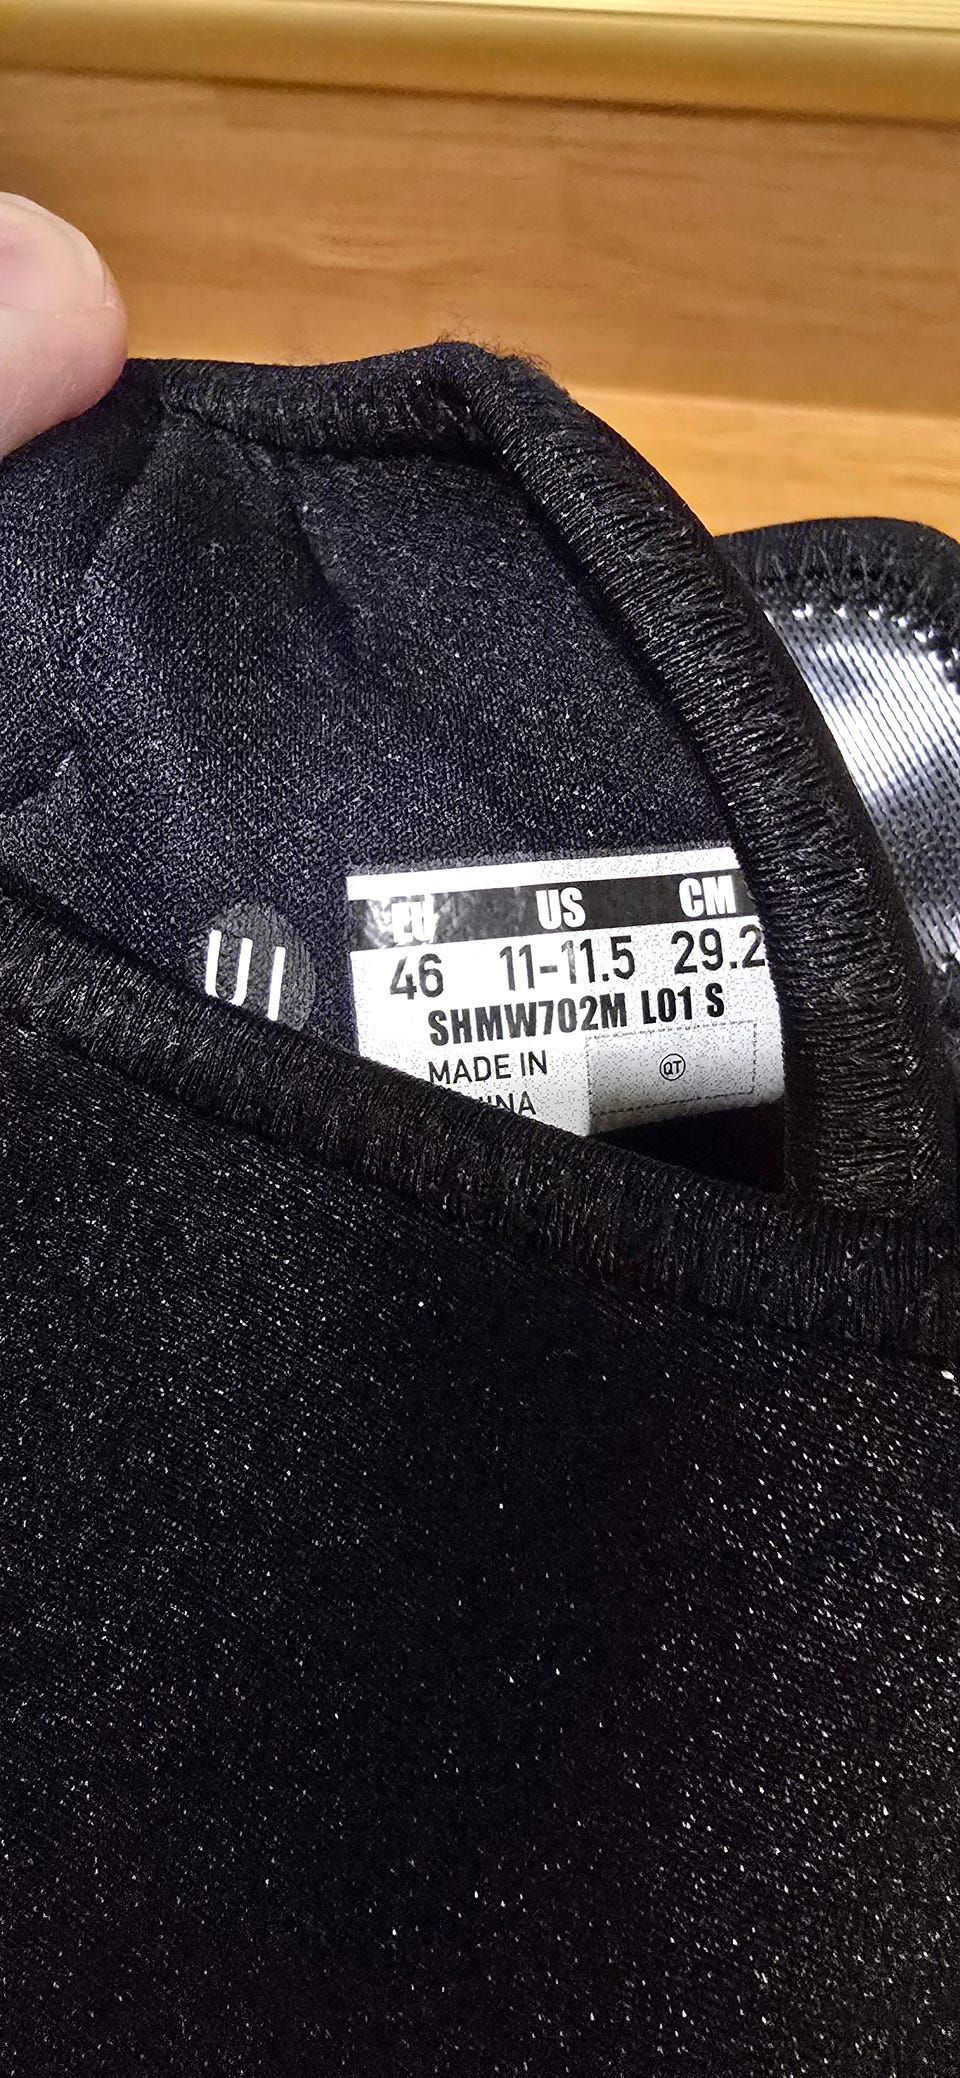 EU US CM
46 11-11.5 29.2
SHMW702M L01 S
MADE IN
QT